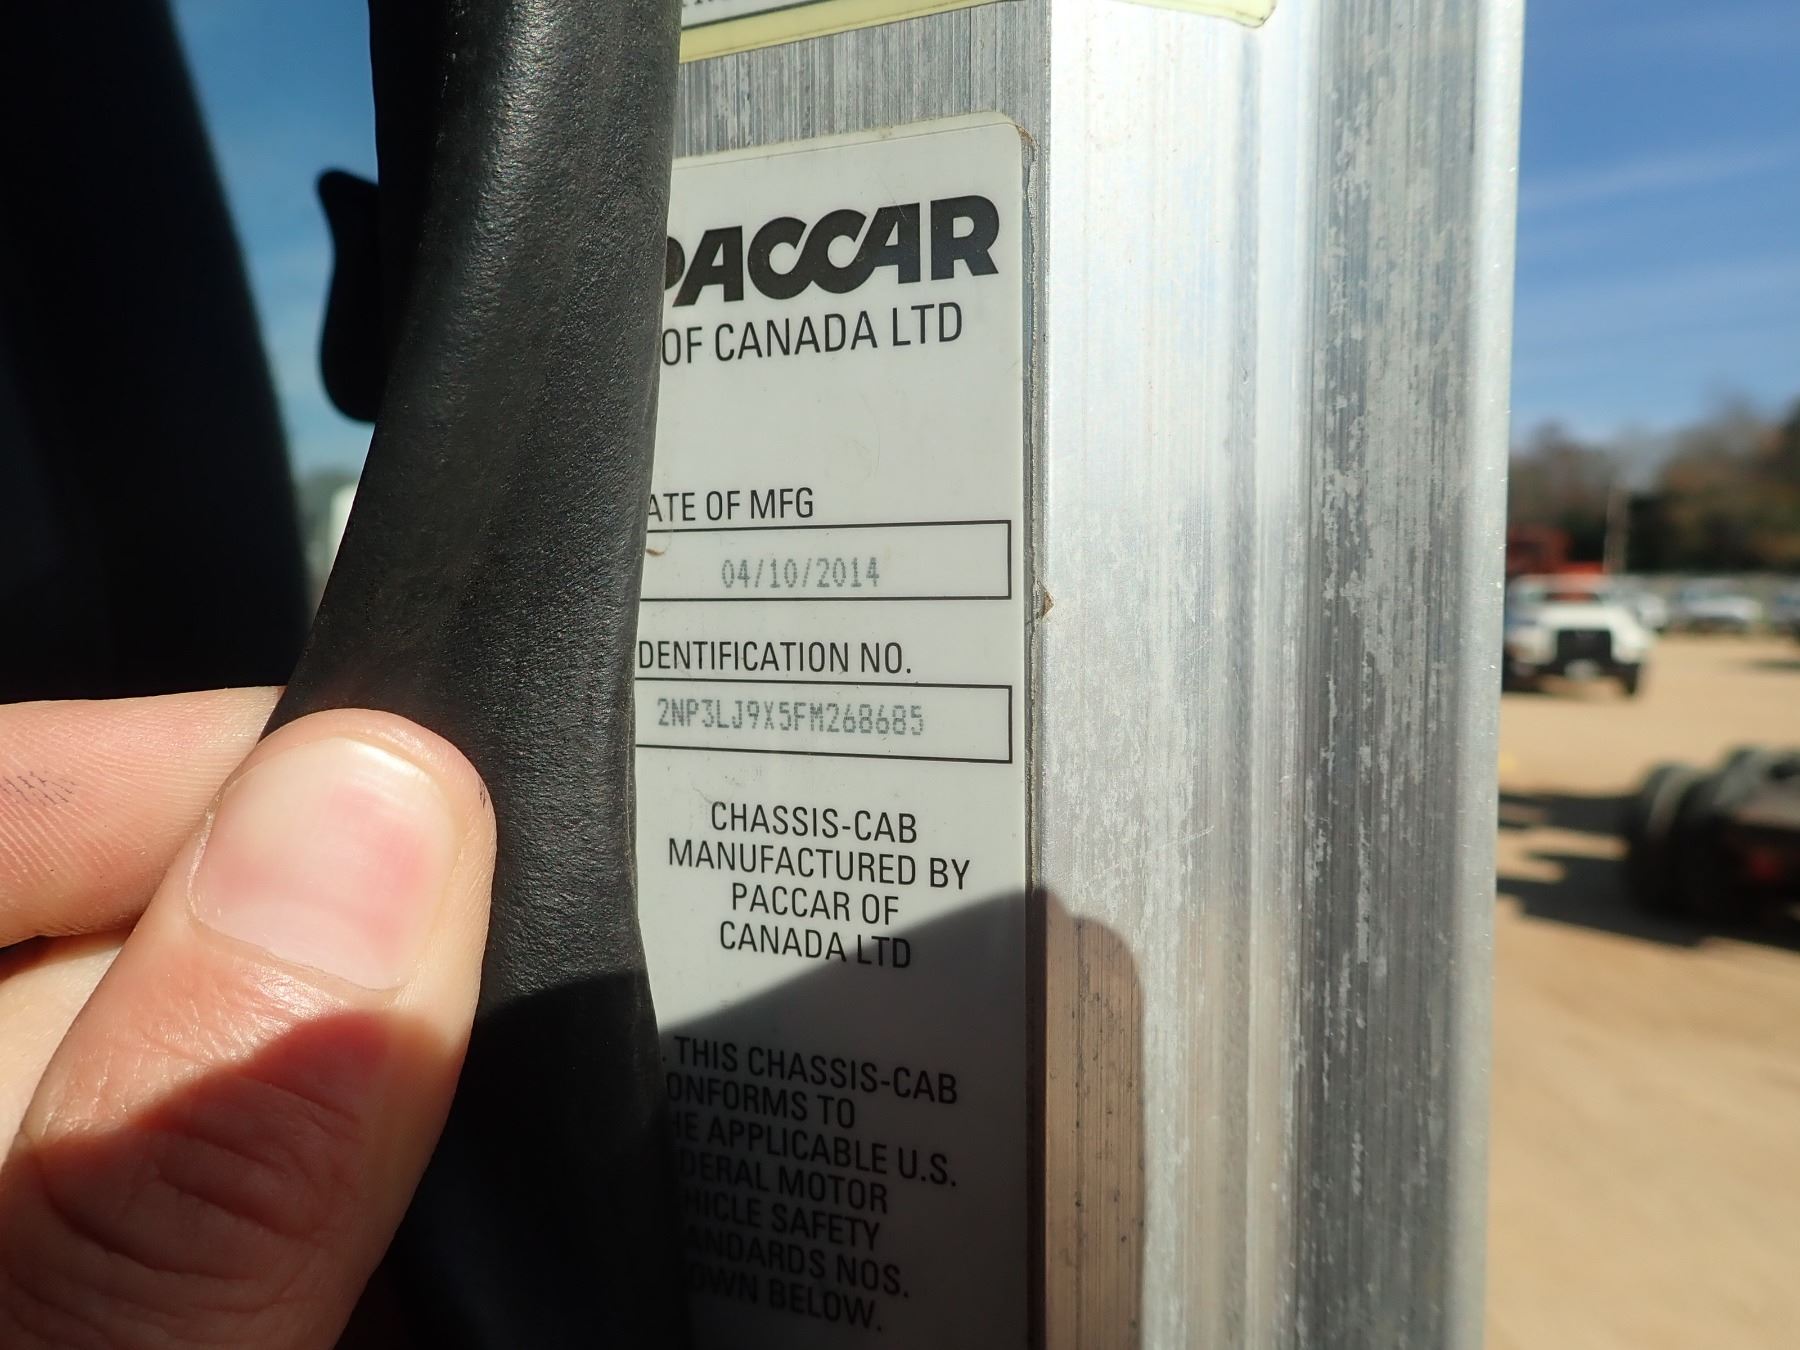 PACCAR
OF CANADA LTD
ATE OF MFG
04/10/2014
DENTIFICATION NO.
2NP3LJ9X5FM268685
CHASSIS-CAB
MANUFACTURED BY
PACCAR OF
CANADA LTD
. THIS CHASSIS-CAB
ONFORMS TO
HE APPLICABLE U.S.
DERAL MOTOR
HICLE SAFETY
ANDARDS NOS.
OWN BELOW.